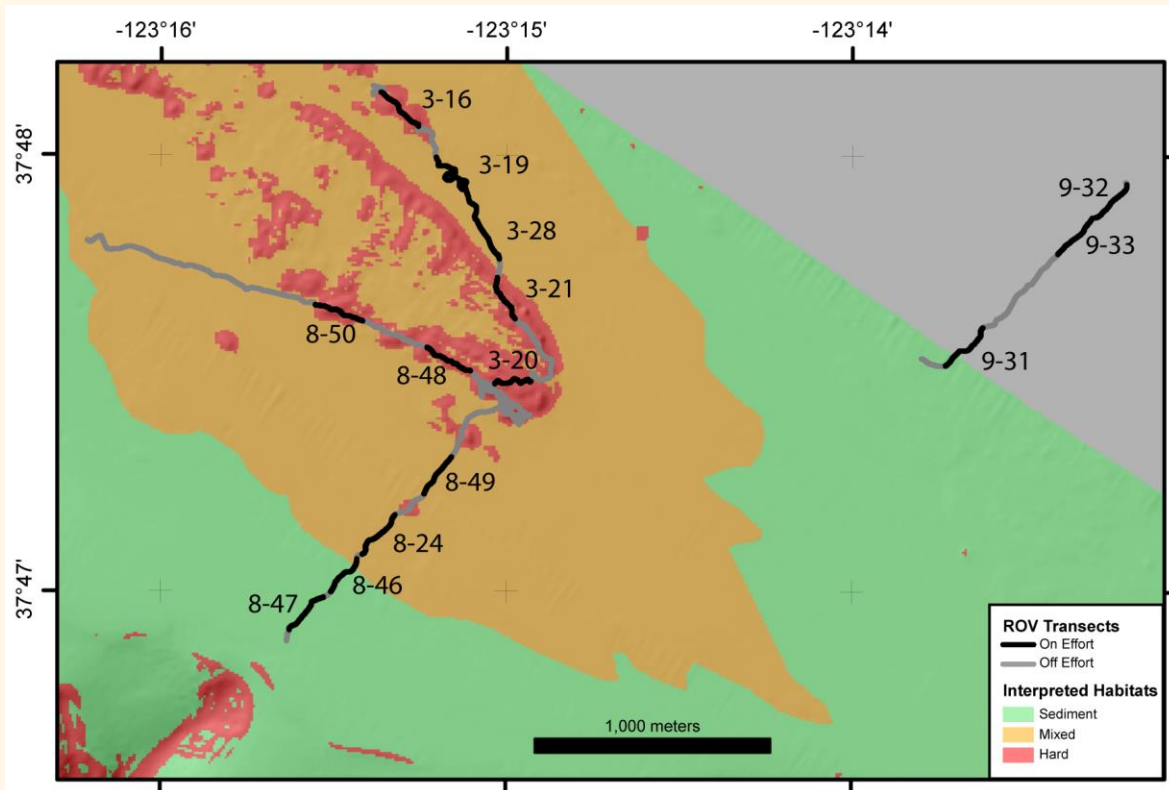 -123°16'
-123°15'
-123°14'
37°48'
37°47'
3-16
3-19
3-28
3-21
3-20
8-50
8-48
8-49
8-24
8-46
8-47
9-32
9-33
9-31
1,000 meters
ROV Transects
On Effort
Off Effort
Interpreted Habitats
Sediment
Mixed
Hard